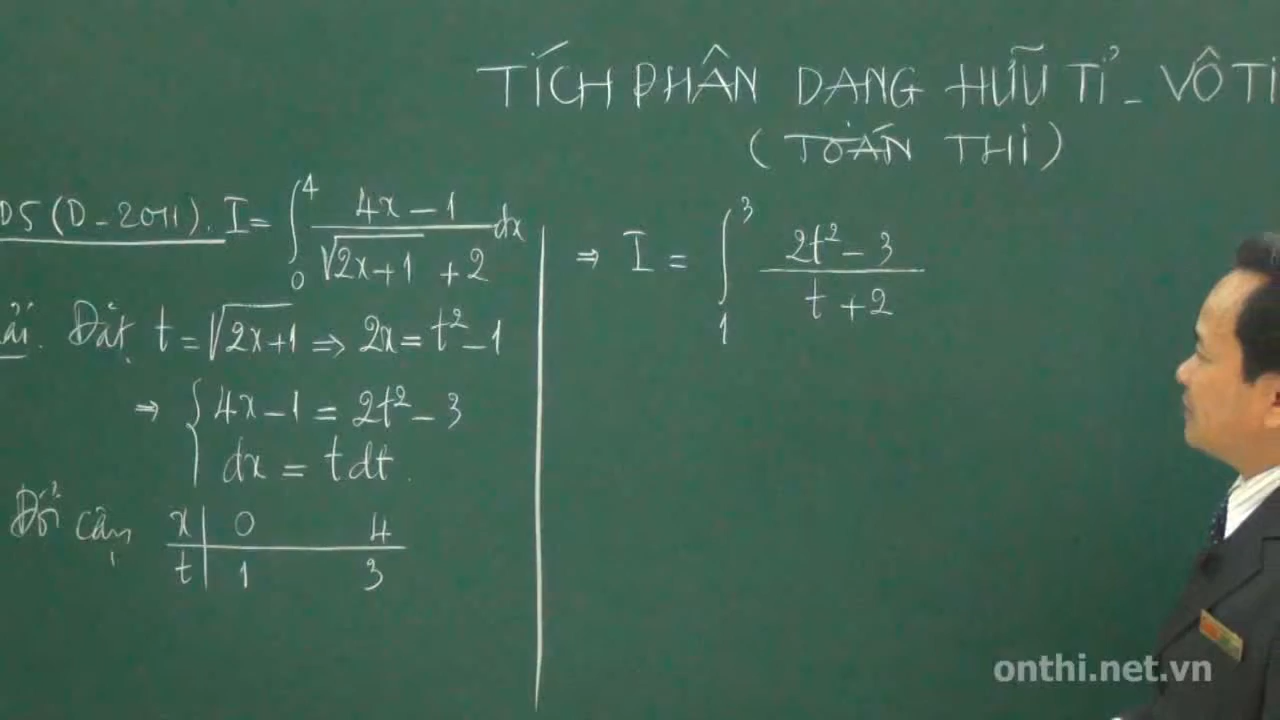 TÍCH PHÂN DẠNG HỮU TỈ - VÔ TỈ
(TOÁN THI)
D5 (D - 2011). I = ∫₀⁴ (4x - 1)/(√(2x+1) + 2) dx
Đặt t = √(2x+1) ⇒ 2x = t² - 1
⇒ { 4x - 1 = 2t² - 3
dx = t dt.
Đổi cận x | 0 4
t | 1 3
⇒ I = ∫₁³ (2t² - 3)/(t + 2)
onthi.net.vn